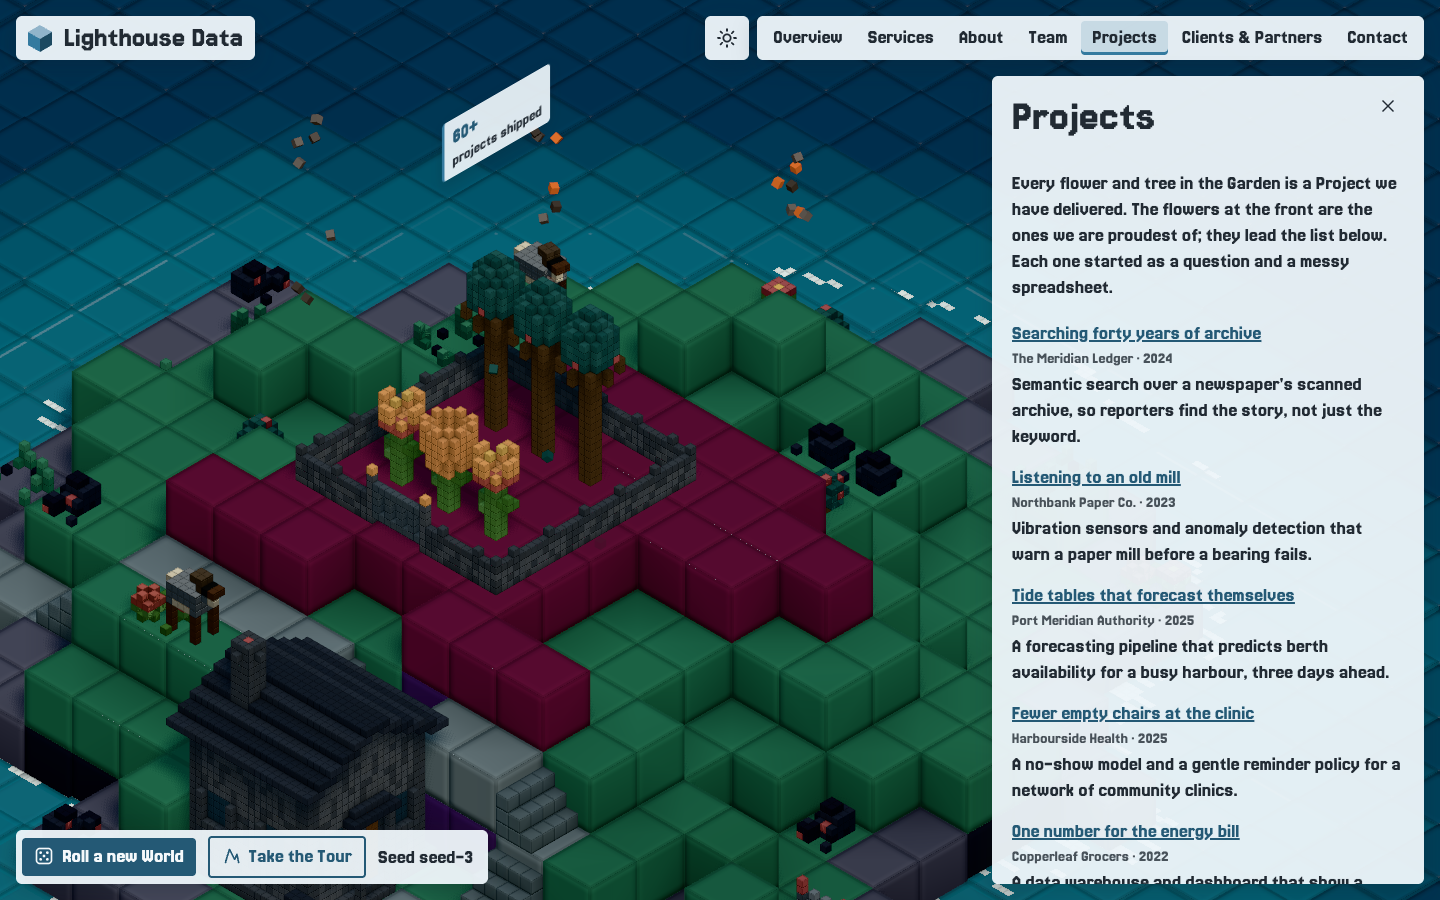 Lighthouse Data
Overview
Services
About
Team
Projects
Clients & Partners
Contact
60+
projects shipped
Projects
Every flower and tree in the Garden is a Project we
have delivered. The flowers at the front are the
ones we are proudest of; they lead the list below.
Each one started as a question and a messy
spreadsheet.
Searching forty years of archive
The Meridian Ledger · 2024
Semantic search over a newspaper's scanned
archive, so reporters find the story, not just the
keyword.
Listening to an old mill
Northbank Paper Co. · 2023
Vibration sensors and anomaly detection that
warn a paper mill before a bearing fails.
Tide tables that forecast themselves
Port Meridian Authority · 2025
A forecasting pipeline that predicts berth
availability for a busy harbour, three days ahead.
Fewer empty chairs at the clinic
Harbourside Health · 2025
A no-show model and a gentle reminder policy for a
network of community clinics.
One number for the energy bill
Copperleaf Grocers · 2022
A data warehouse and dashboard that show a
Roll a new World
Take the Tour
Seed seed-3